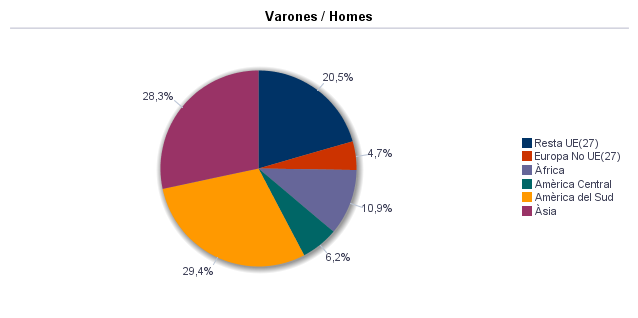 Varones / Homes
20,5%
4,7%
10,9%
6,2%
29,4%
28,3%
Resta UE(27)
Europa No UE(27)
Àfrica
Amèrica Central
Amèrica del Sud
Àsia